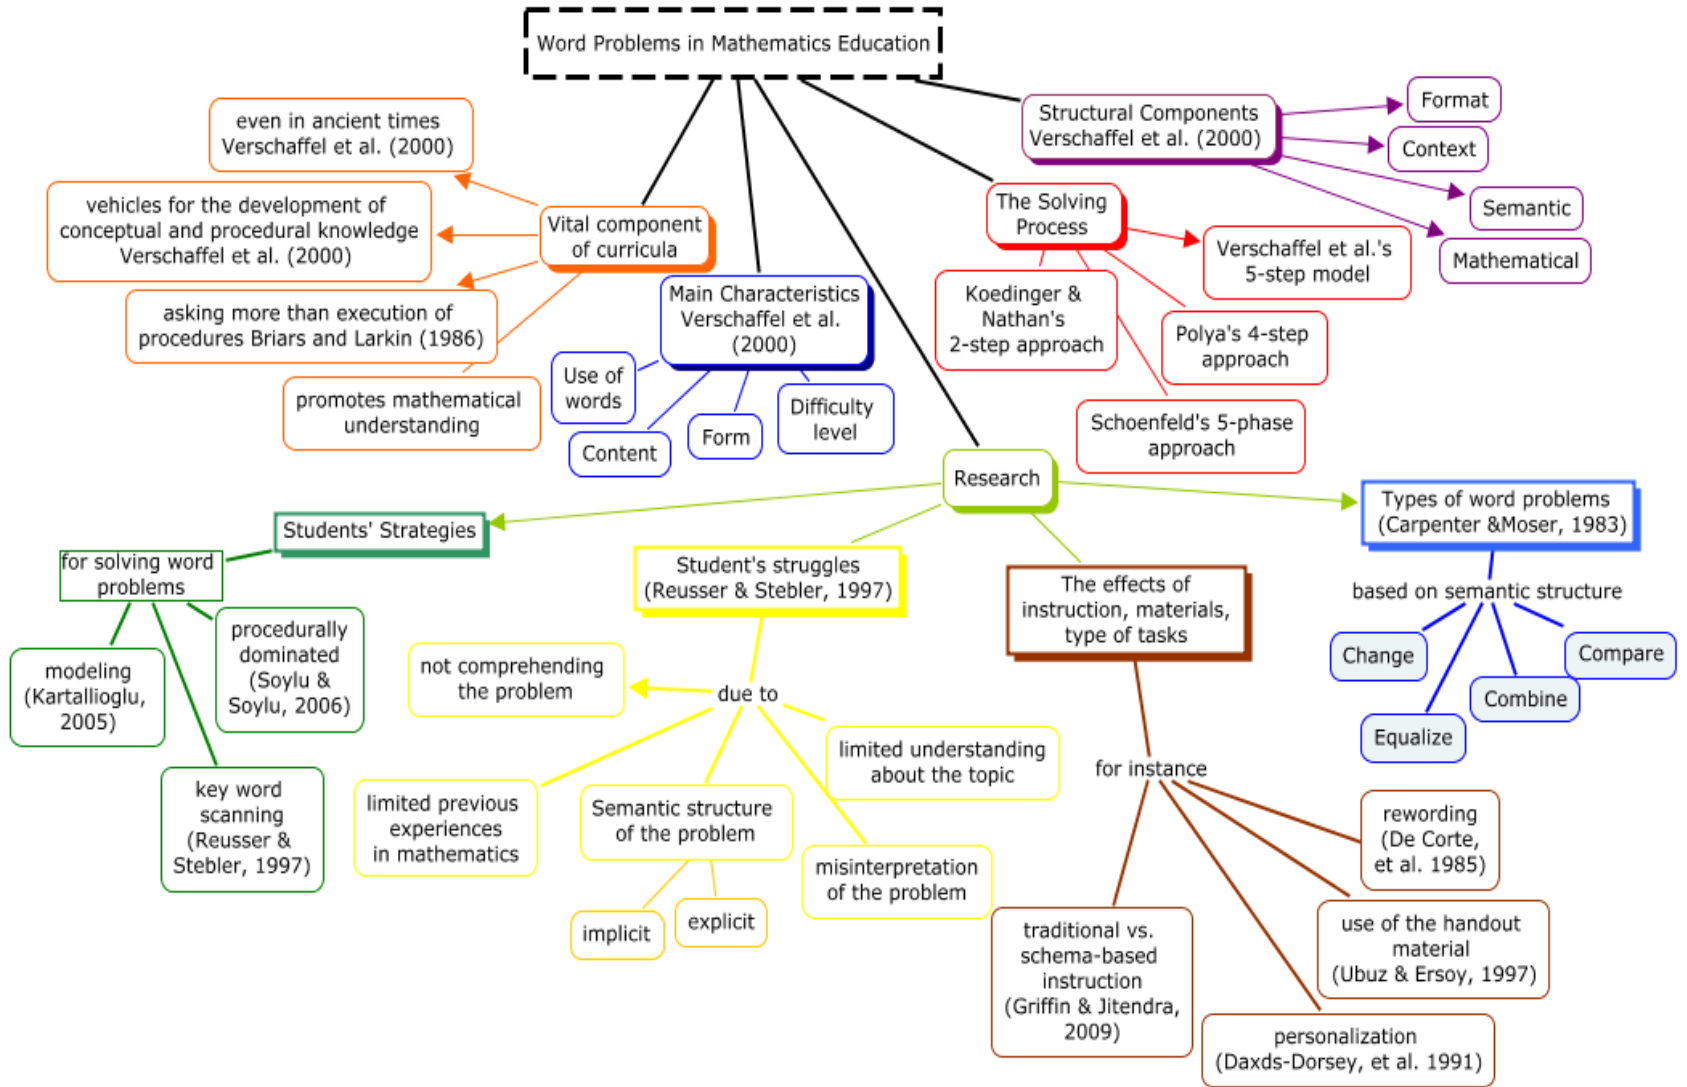 Word Problems in Mathematics Education
even in ancient times
Verschaffel et al. (2000)
vehicles for the development of
conceptual and procedural knowledge
Verschaffel et al. (2000)
asking more than execution of
procedures Briars and Larkin (1986)
promotes mathematical
understanding
Vital component
of curricula
Main Characteristics
Verschaffel et al.
(2000)
Use of
words
Content
Form
Difficulty
level
Structural Components
Verschaffel et al. (2000)
Format
Context
Semantic
Mathematical
The Solving
Process
Verschaffel et al.'s
5-step model
Koedinger &
Nathan's
2-step approach
Polya's 4-step
approach
Schoenfeld's 5-phase
approach
Research
Students' Strategies
for solving word
problems
modeling
(Kartallioglu,
2005)
procedurally
dominated
(Soylu &
Soylu, 2006)
key word
scanning
(Reusser &
Stebler, 1997)
Student's struggles
(Reusser & Stebler, 1997)
due to
not comprehending
the problem
limited previous
experiences
in mathematics
Semantic structure
of the problem
implicit
explicit
misinterpretation
of the problem
limited understanding
about the topic
The effects of
instruction, materials,
type of tasks
for instance
traditional vs.
schema-based
instruction
(Griffin & Jitendra,
2009)
personalization
(Daxds-Dorsey, et al. 1991)
use of the handout
material
(Ubuz & Ersoy, 1997)
rewording
(De Corte,
et al. 1985)
Types of word problems
(Carpenter &Moser, 1983)
based on semantic structure
Change
Equalize
Combine
Compare